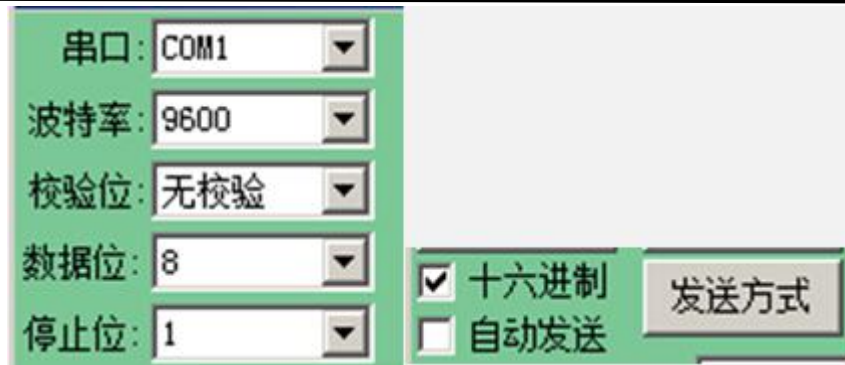 串口: COM1
波特率: 9600
校验位: 无校验
数据位: 8
停止位: 1
十六进制
自动发送
发送方式